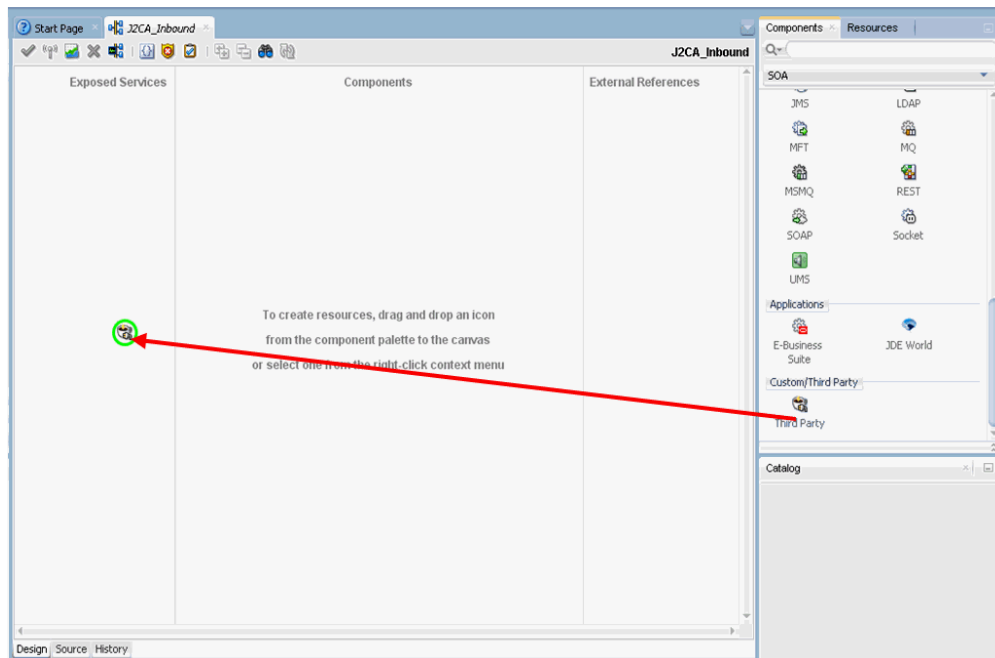 Start Page
J2CA_Inbound
J2CA_Inbound
Exposed Services
Components
External References
To create resources, drag and drop an icon
from the component palette to the canvas
or select one from the right-click context menu
Design Source History
Components
Resources
SOA
JMS
LDAP
MFT
MQ
MSMQ
REST
SOAP
Socket
UMS
Applications
E-Business
Suite
JDE World
Custom/Third Party
Third Party
Catalog